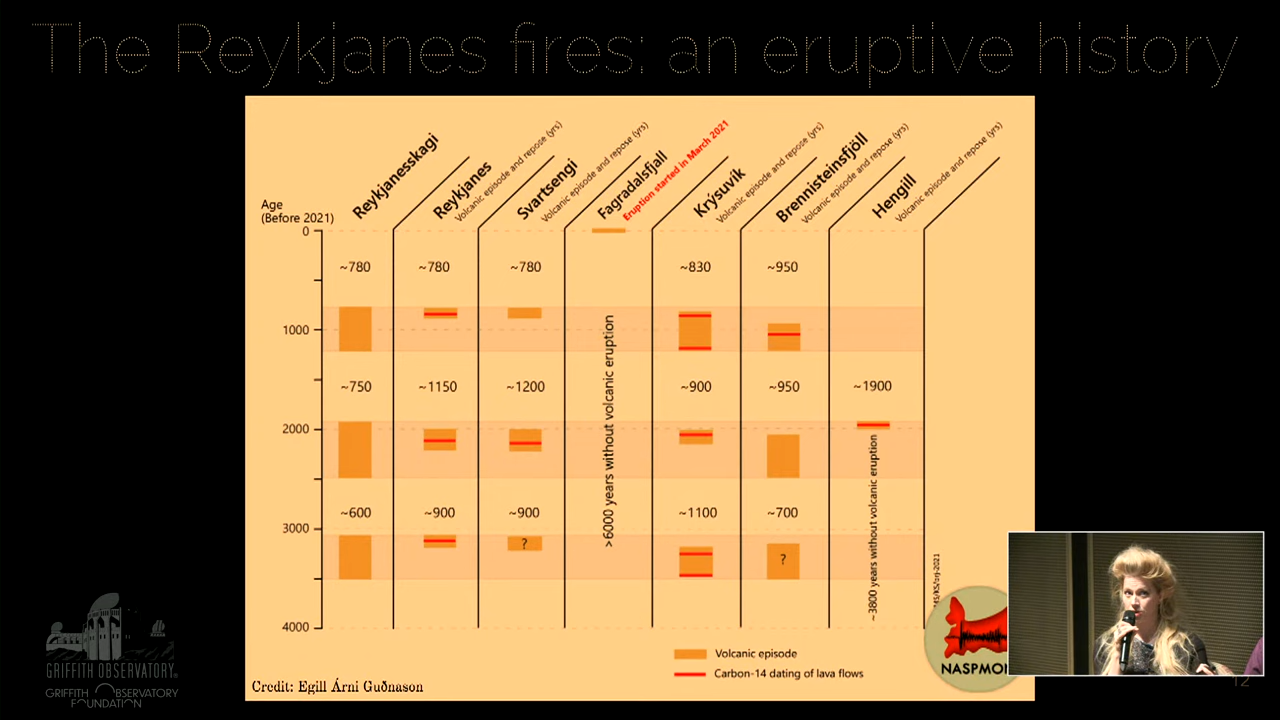 The Reykjanes fires: an eruptive history
Age
(Before 2021)
Reykjanesskagi
Reykjanes
Volcanic episode and repose (yrs)
Svartsengi
Volcanic episode and repose (yrs)
Fagradalsfjall
Eruption started in March 2021
Krýsuvík
Volcanic episode and repose (yrs)
Brennisteinsfjöll
Volcanic episode and repose (yrs)
Hengill
Volcanic episode and repose (yrs)
0
~780
~780
~780
~830
~950
1000
~750
~1150
~1200
~900
~950
~1900
2000
~600
~900
~900
~1100
~700
3000
?
?
4000
>6000 years without volcanic eruption
~3800 years without volcanic eruption
Volcanic episode
Carbon-14 dating of lava flows
Credit: Egill Árni Guðnason
GRIFFITH OBSERVATORY
GRIFFITH OBSERVATORY
FOUNDATION
12